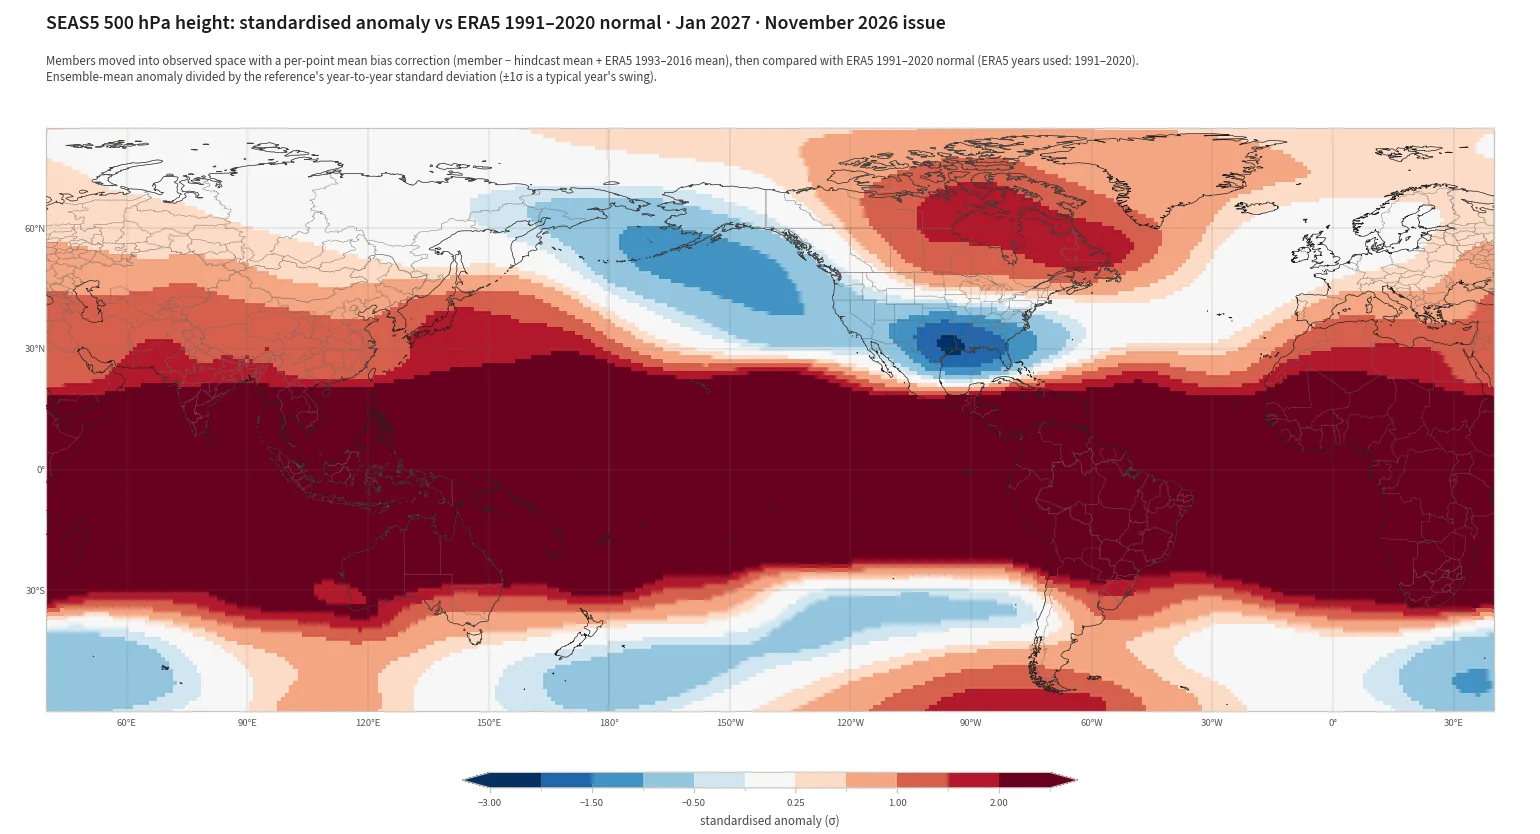 SEAS5 500 hPa height: standardised anomaly vs ERA5 1991–2020 normal · Jan 2027 · November 2026 issue
Members moved into observed space with a per-point mean bias correction (member − hindcast mean + ERA5 1993–2016 mean), then compared with ERA5 1991–2020 normal (ERA5 years used: 1991–2020).
Ensemble-mean anomaly divided by the reference's year-to-year standard deviation (±1σ is a typical year's swing).
60°N
30°N
0°
30°S
60°E 90°E 120°E 150°E 180° 150°W 120°W 90°W 60°W 30°W 0° 30°E
−3.00 −1.50 −0.50 0.25 1.00 2.00
standardised anomaly (σ)